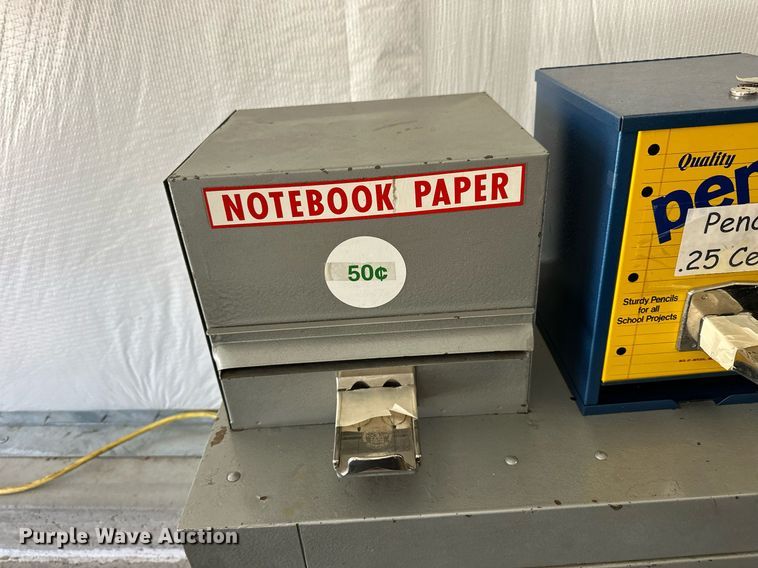 NOTEBOOK PAPER
50¢
Quality
pen
Penc
.25 Ce
Sturdy Pencils
for all
School Projects
Purple Wave Auction